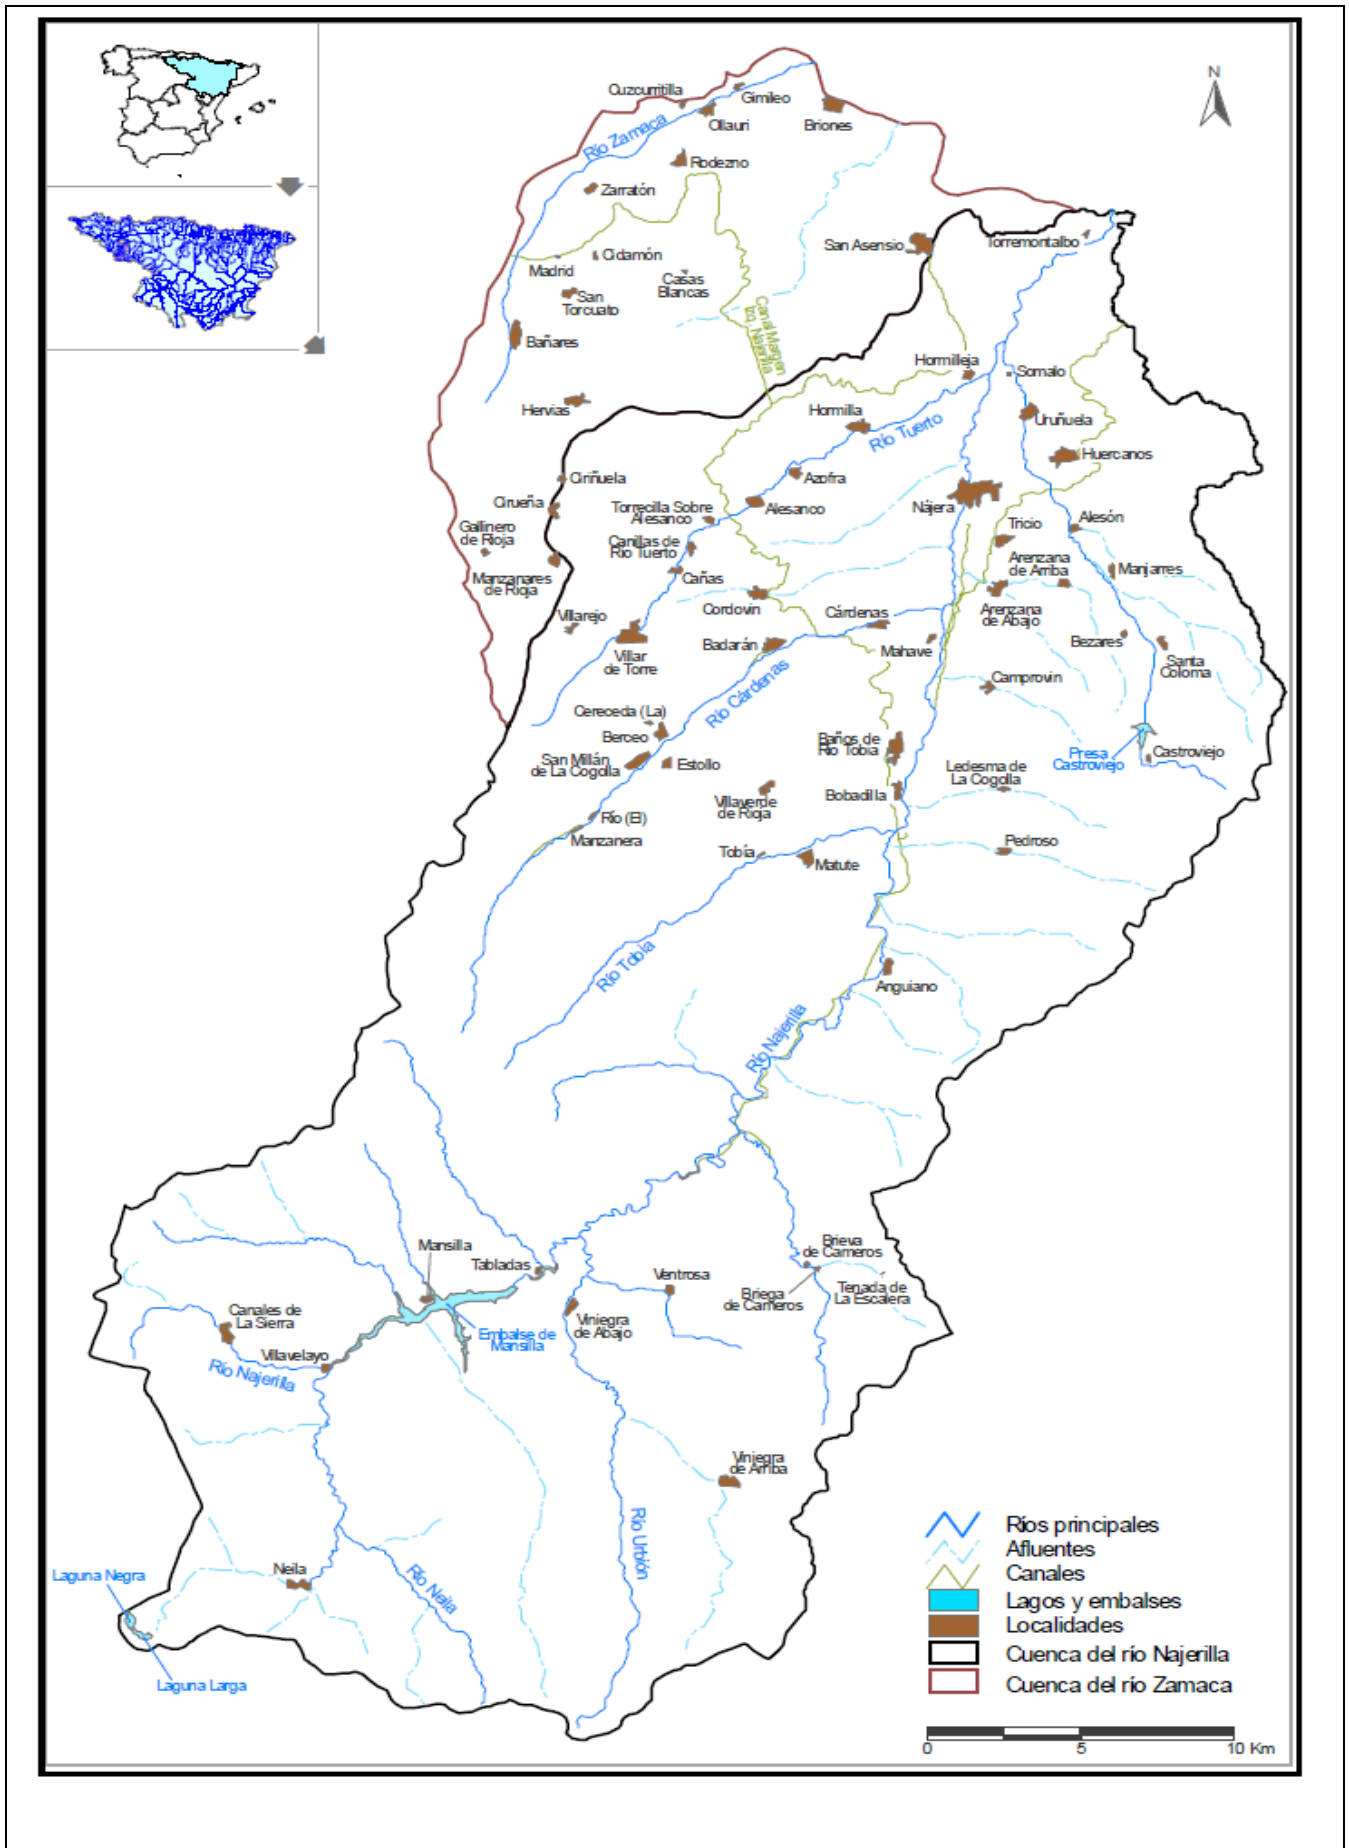 N
Cuzcurritilla
Gimileo
Ollauri
Briones
Río Zamaca
Rodezno
Zarratón
San Asensio
Torremontalbo
Madrid
Cidamón
Casas
Blancas
San
Torcuato
Canal Margen
Izq. Najerilla
Bañares
Hormilleja
Somalo
Hervias
Hormilla
Río Tuerto
Uruñuela
Huercanos
Ciriñuela
Azofra
Cirueña
Torrecilla Sobre
Alesanco
Alesanco
Nájera
Gallinero
de Rioja
Tricio
Alesón
Canillas de
Río Tuerto
Arenzana
de Arriba
Manjarres
Manzanares
de Rioja
Cañas
Cordovin
Cárdenas
Arenzana
de Abajo
Villarejo
Badarán
Mahave
Bezares
Santa
Coloma
Villar
de Torre
Camprovin
Río Cárdenas
Cereceda (La)
Berceo
Baños de
Río Tobia
Presa
Castroviejo
Castroviejo
San Millán
de La Cogolla
Estollo
Ledesma de
La Cogolla
Villaverde
de Rioja
Bobadilla
Río (El)
Manzanera
Tobía
Matute
Pedroso
Río Tobia
Anguiano
Río Najerilla
Mansilla
Tabladas
Brieva
de Cameros
Ventrosa
Briega
de Cameros
Tenada de
La Escalera
Canales de
La Sierra
Viniegra
de Abajo
Embalse de
Mansilla
Villavelayo
Río Najerilla
Viniegra
de Arriba
Río Urbión
Neila
Río Neila
Laguna Negra
Laguna Larga
Ríos principales
Afluentes
Canales
Lagos y embalses
Localidades
Cuenca del río Najerilla
Cuenca del río Zamaca
0 5 10 Km